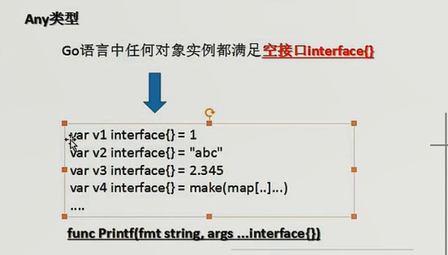 Any类型
Go语言中任何对象实例都满足空接口interface{}
var v1 interface{} = 1
var v2 interface{} = "abc"
var v3 interface{} = 2.345
var v4 interface{} = make(map[..]...)
....
func Printf(fmt string, args ...interface{})